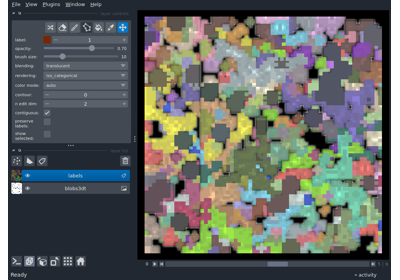 File View Plugins Window Help
label: 1
opacity: 0.70
brush size: 10
blending: translucent
rendering: iso_categorical
color mode: auto
contour: 0
n edit dim: 2
contiguous:
preserve
labels:
show
selected:
labels
blobs3dt
Ready
activity